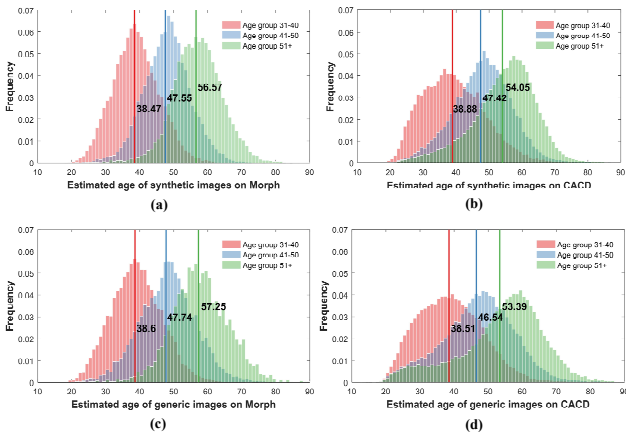 0.07
0.06
0.05
0.04
0.03
0.02
0.01
0
Frequency
Age group 31-40
Age group 41-50
Age group 51+
38.47
47.55
56.57
10 20 30 40 50 60 70 80 90
Estimated age of synthetic images on Morph
(a)
0.07
0.06
0.05
0.04
0.03
0.02
0.01
0
Frequency
Age group 31-40
Age group 41-50
Age group 51+
38.88
47.42
54.05
10 20 30 40 50 60 70 80 90
Estimated age of synthetic images on CACD
(b)
0.07
0.06
0.05
0.04
0.03
0.02
0.01
0
Frequency
Age group 31-40
Age group 41-50
Age group 51+
38.6
47.74
57.25
10 20 30 40 50 60 70 80 90
Estimated age of generic images on Morph
(c)
0.07
0.06
0.05
0.04
0.03
0.02
0.01
0
Frequency
Age group 31-40
Age group 41-50
Age group 51+
38.51
46.54
53.39
10 20 30 40 50 60 70 80 90
Estimated age of generic images on CACD
(d)